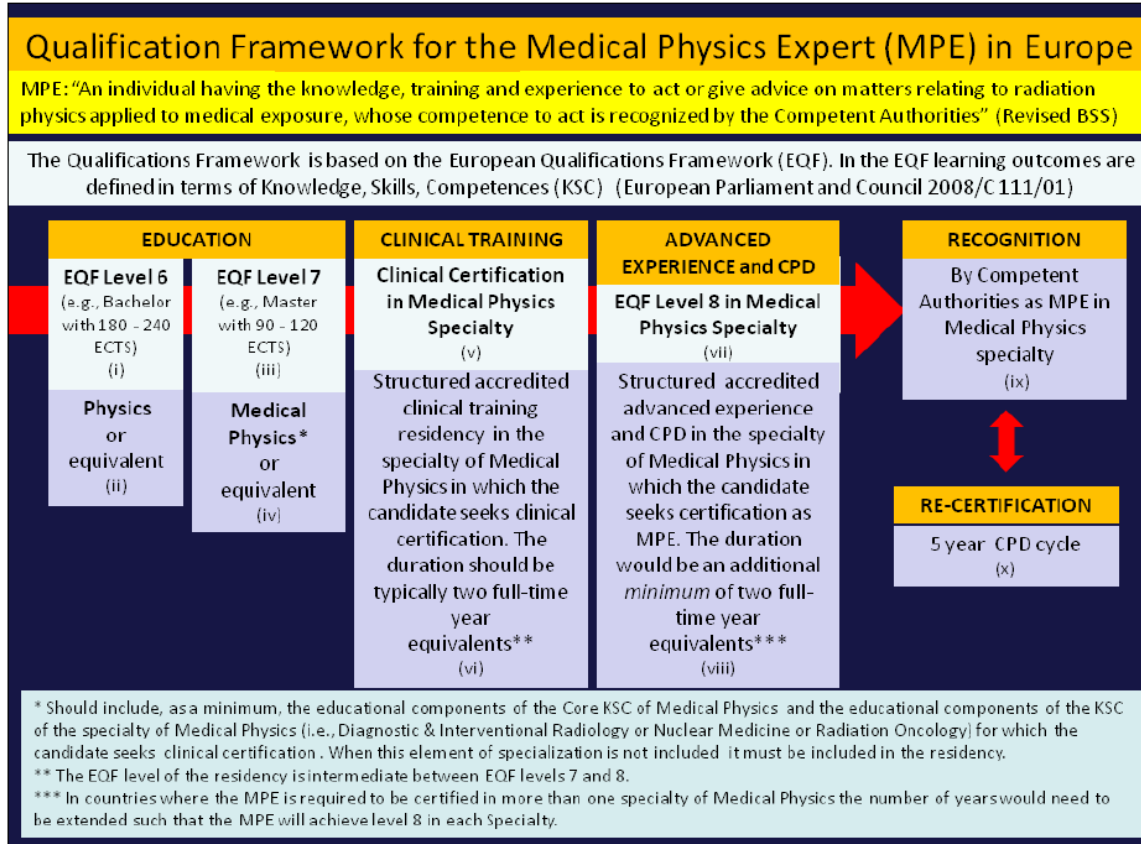 Qualification Framework for the Medical Physics Expert (MPE) in Europe
MPE: “An individual having the knowledge, training and experience to act or give advice on matters relating to radiation
physics applied to medical exposure, whose competence to act is recognized by the Competent Authorities” (Revised BSS)
The Qualifications Framework is based on the European Qualifications Framework (EQF). In the EQF learning outcomes are
defined in terms of Knowledge, Skills, Competences (KSC) (European Parliament and Council 2008/C 111/01)
EDUCATION
EQF Level 6
(e.g., Bachelor
with 180 - 240
ECTS)
(i)
Physics
or
equivalent
(ii)
EQF Level 7
(e.g., Master
with 90 - 120
ECTS)
(iii)
Medical
Physics*
or
equivalent
(iv)
CLINICAL TRAINING
Clinical Certification
in Medical Physics
Specialty
(v)
Structured accredited
clinical training
residency in the
specialty of Medical
Physics in which the
candidate seeks clinical
certification. The
duration should be
typically two full-time
year
equivalents**
(vi)
ADVANCED
EXPERIENCE and CPD
EQF Level 8 in Medical
Physics Specialty
(vii)
Structured accredited
advanced experience
and CPD in the specialty
of Medical Physics in
which the candidate
seeks certification as
MPE. The duration
would be an additional
minimum of two full-
time year
equivalents***
(viii)
RECOGNITION
By Competent
Authorities as MPE in
Medical Physics
specialty
(ix)
RE-CERTIFICATION
5 year CPD cycle
(x)
* Should include, as a minimum, the educational components of the Core KSC of Medical Physics and the educational components of the KSC
of the specialty of Medical Physics (i.e., Diagnostic & Interventional Radiology or Nuclear Medicine or Radiation Oncology) for which the
candidate seeks clinical certification . When this element of specialization is not included it must be included in the residency.
** The EQF level of the residency is intermediate between EQF levels 7 and 8.
*** In countries where the MPE is required to be certified in more than one specialty of Medical Physics the number of years would need to
be extended such that the MPE will achieve level 8 in each Specialty.